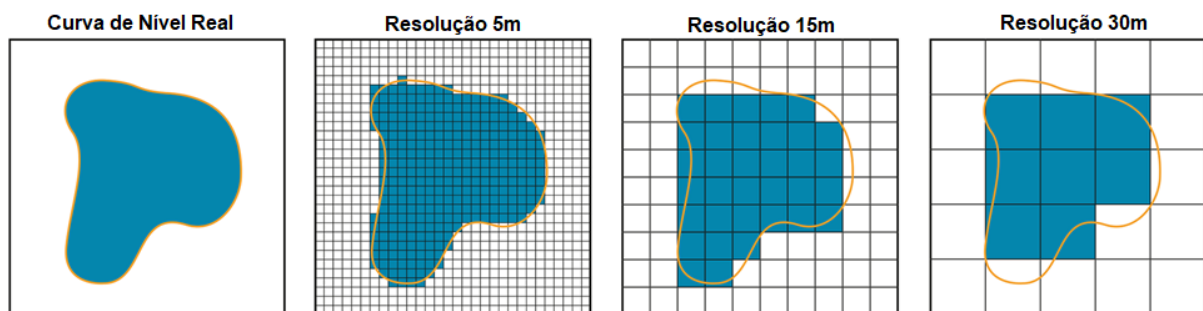 Curva de Nível Real
Resolução 5m
Resolução 15m
Resolução 30m